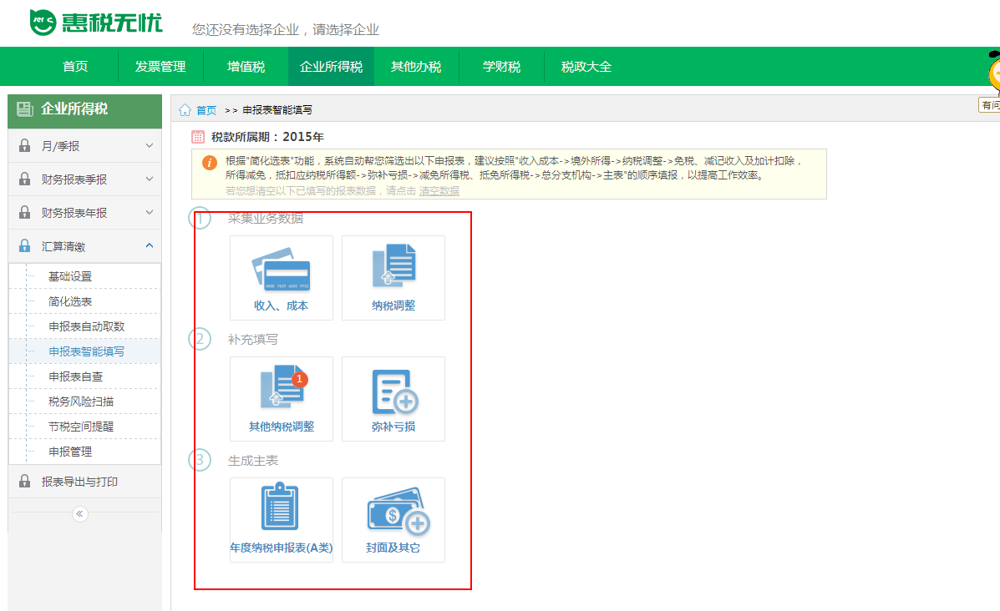 惠税无忧
您还没有选择企业，请选择企业
首页 发票管理 增值税 企业所得税 其他办税 学财税 税政大全
有问
企业所得税
月/季报
财务报表季报
财务报表年报
汇算清缴
基础设置
简化选表
申报表自动取数
申报表智能填写
申报表自查
税务风险扫描
节税空间提醒
申报管理
报表导出与打印
首页 >> 申报表智能填写
税款所属期：2015年
根据"简化选表"功能，系统自动帮您筛选出以下申报表，建议按照"收入成本->境外所得->纳税调整->免税、减记收入及加计扣除，
所得减免，抵扣应纳税所得额->弥补亏损->减免所得税、抵免所得税->总分支机构->主表"的顺序填报，以提高工作效率。
若您想清空以下已填写的报表数据，请点击 清空数据
1 采集业务数据
收入、成本 纳税调整
2 补充填写
1
其他纳税调整 弥补亏损
3 生成主表
年度纳税申报表(A类) 封面及其它